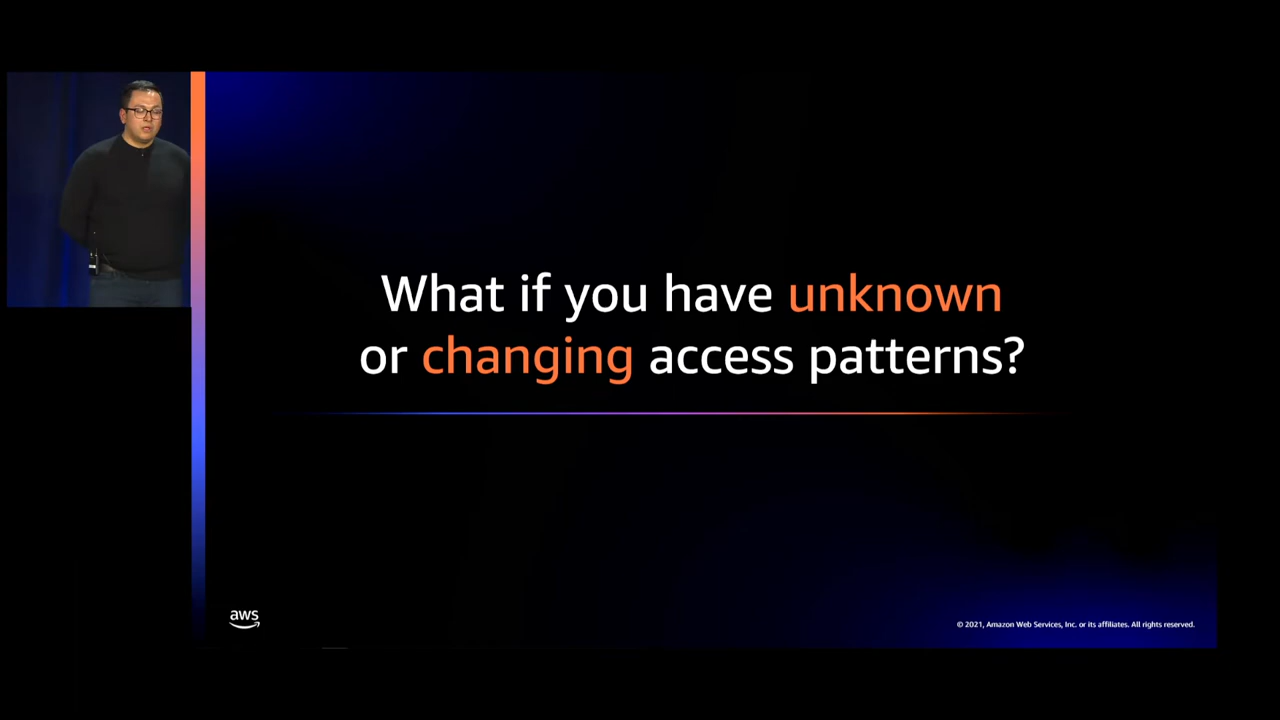 What if you have unknown
or changing access patterns?
aws
© 2021, Amazon Web Services, Inc. or its affiliates. All rights reserved.